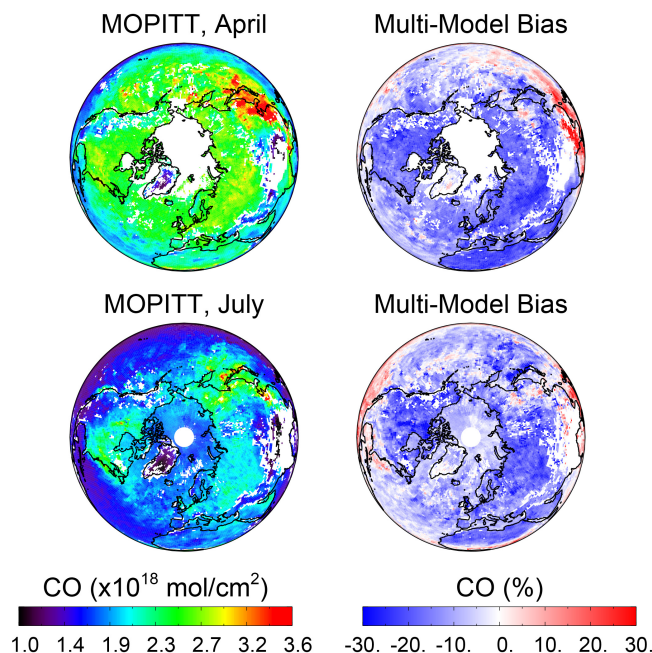 MOPITT, April
Multi-Model Bias
MOPITT, July
Multi-Model Bias
CO (x10¹⁸ mol/cm²)
CO (%)
1.0 1.4 1.9 2.3 2.7 3.2 3.6
-30. -20. -10. 0. 10. 20. 30.